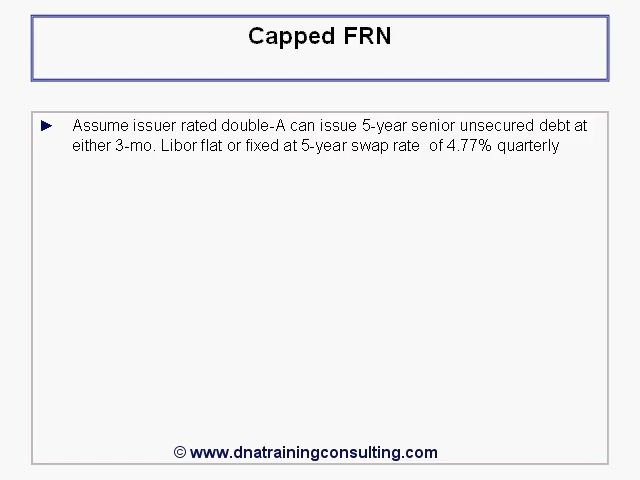 Capped FRN
► Assume issuer rated double-A can issue 5-year senior unsecured debt at
either 3-mo. Libor flat or fixed at 5-year swap rate  of 4.77% quarterly
© www.dnatrainingconsulting.com